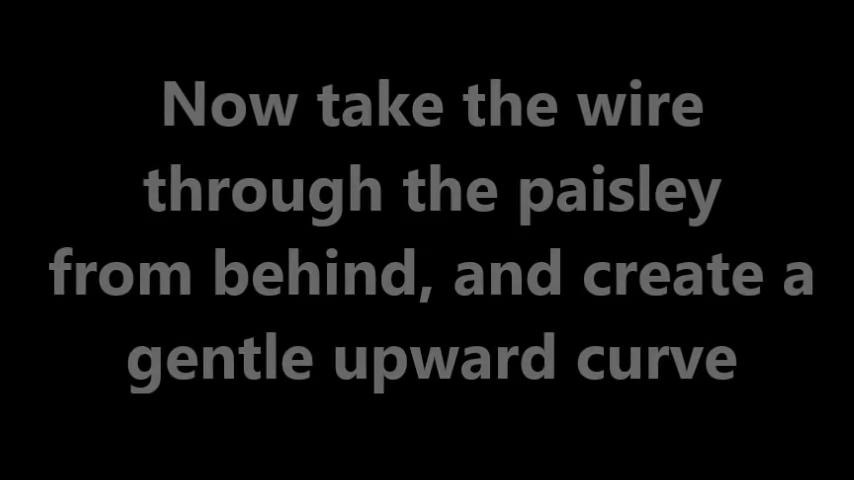 Now take the wire
through the paisley
from behind, and create a
gentle upward curve